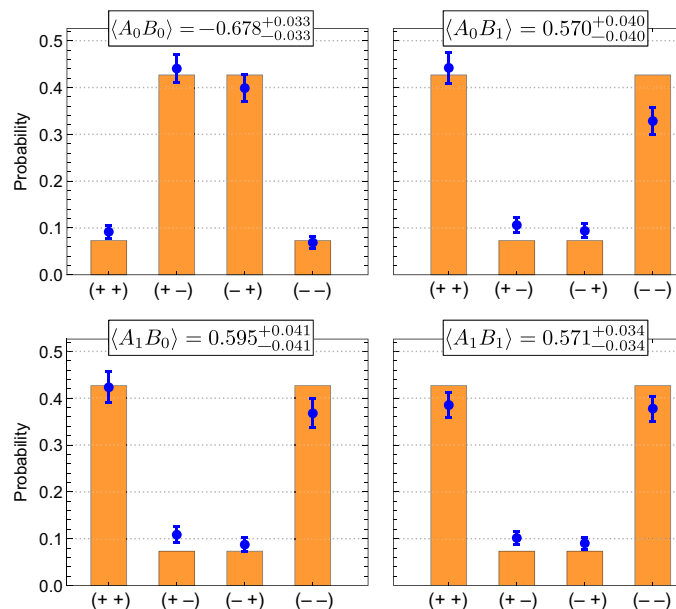 ⟨A₀B₀⟩ = −0.678 +0.033 −0.033
⟨A₀B₁⟩ = 0.570 +0.040 −0.040
Probability
0.5
0.4
0.3
0.2
0.1
0.0
(+ +) (+ −) (− +) (− −)
(+ +) (+ −) (− +) (− −)
⟨A₁B₀⟩ = 0.595 +0.041 −0.041
⟨A₁B₁⟩ = 0.571 +0.034 −0.034
Probability
0.5
0.4
0.3
0.2
0.1
0.0
(+ +) (+ −) (− +) (− −)
(+ +) (+ −) (− +) (− −)